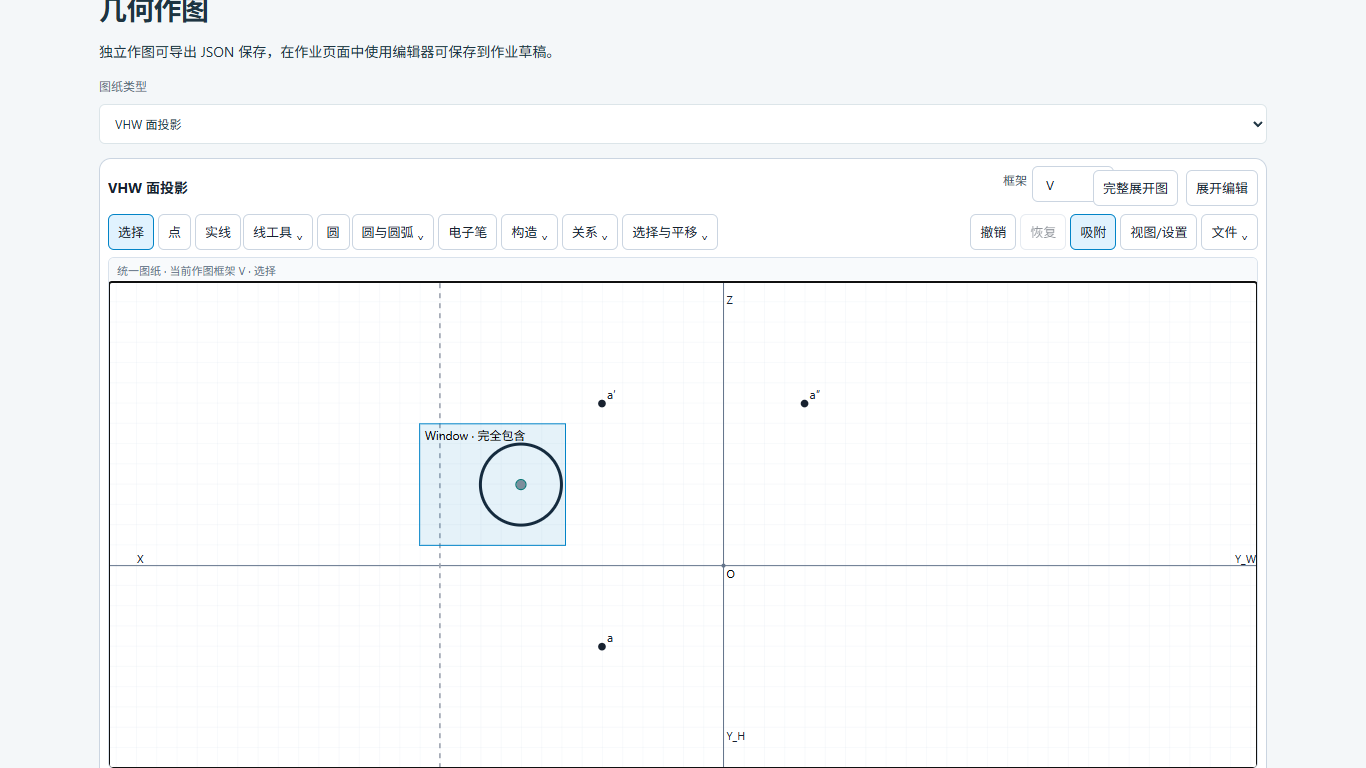 几何作图
独立作图可导出 JSON 保存，在作业页面中使用编辑器可保存到作业草稿。
图纸类型
VHW 面投影
VHW 面投影
框架
V
完整展开图
展开编辑
选择
点
实线
线工具
圆
圆与圆弧
电子笔
构造
关系
选择与平移
撤销
恢复
吸附
视图/设置
文件
统一图纸 · 当前作图框架 V · 选择
Z
a'
a"
Window · 完全包含
X
Y_W
O
a
Y_H